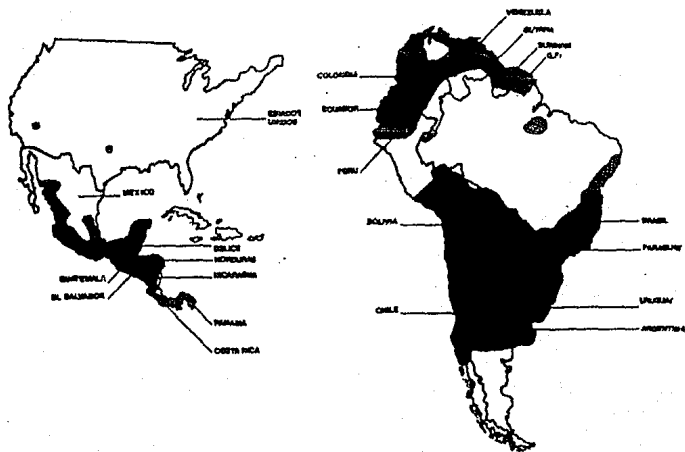 ESTADOS
UNIDOS
MEXICO
BELICE
HONDURAS
NICARAGUA
GUATEMALA
EL SALVADOR
PANAMA
COSTA RICA
VENEZUELA
GUYANA
SURINAM
COLOMBIA
ECUADOR
PERU
BOLIVIA
BRASIL
PARAGUAY
CHILE
URUGUAY
ARGENTINA